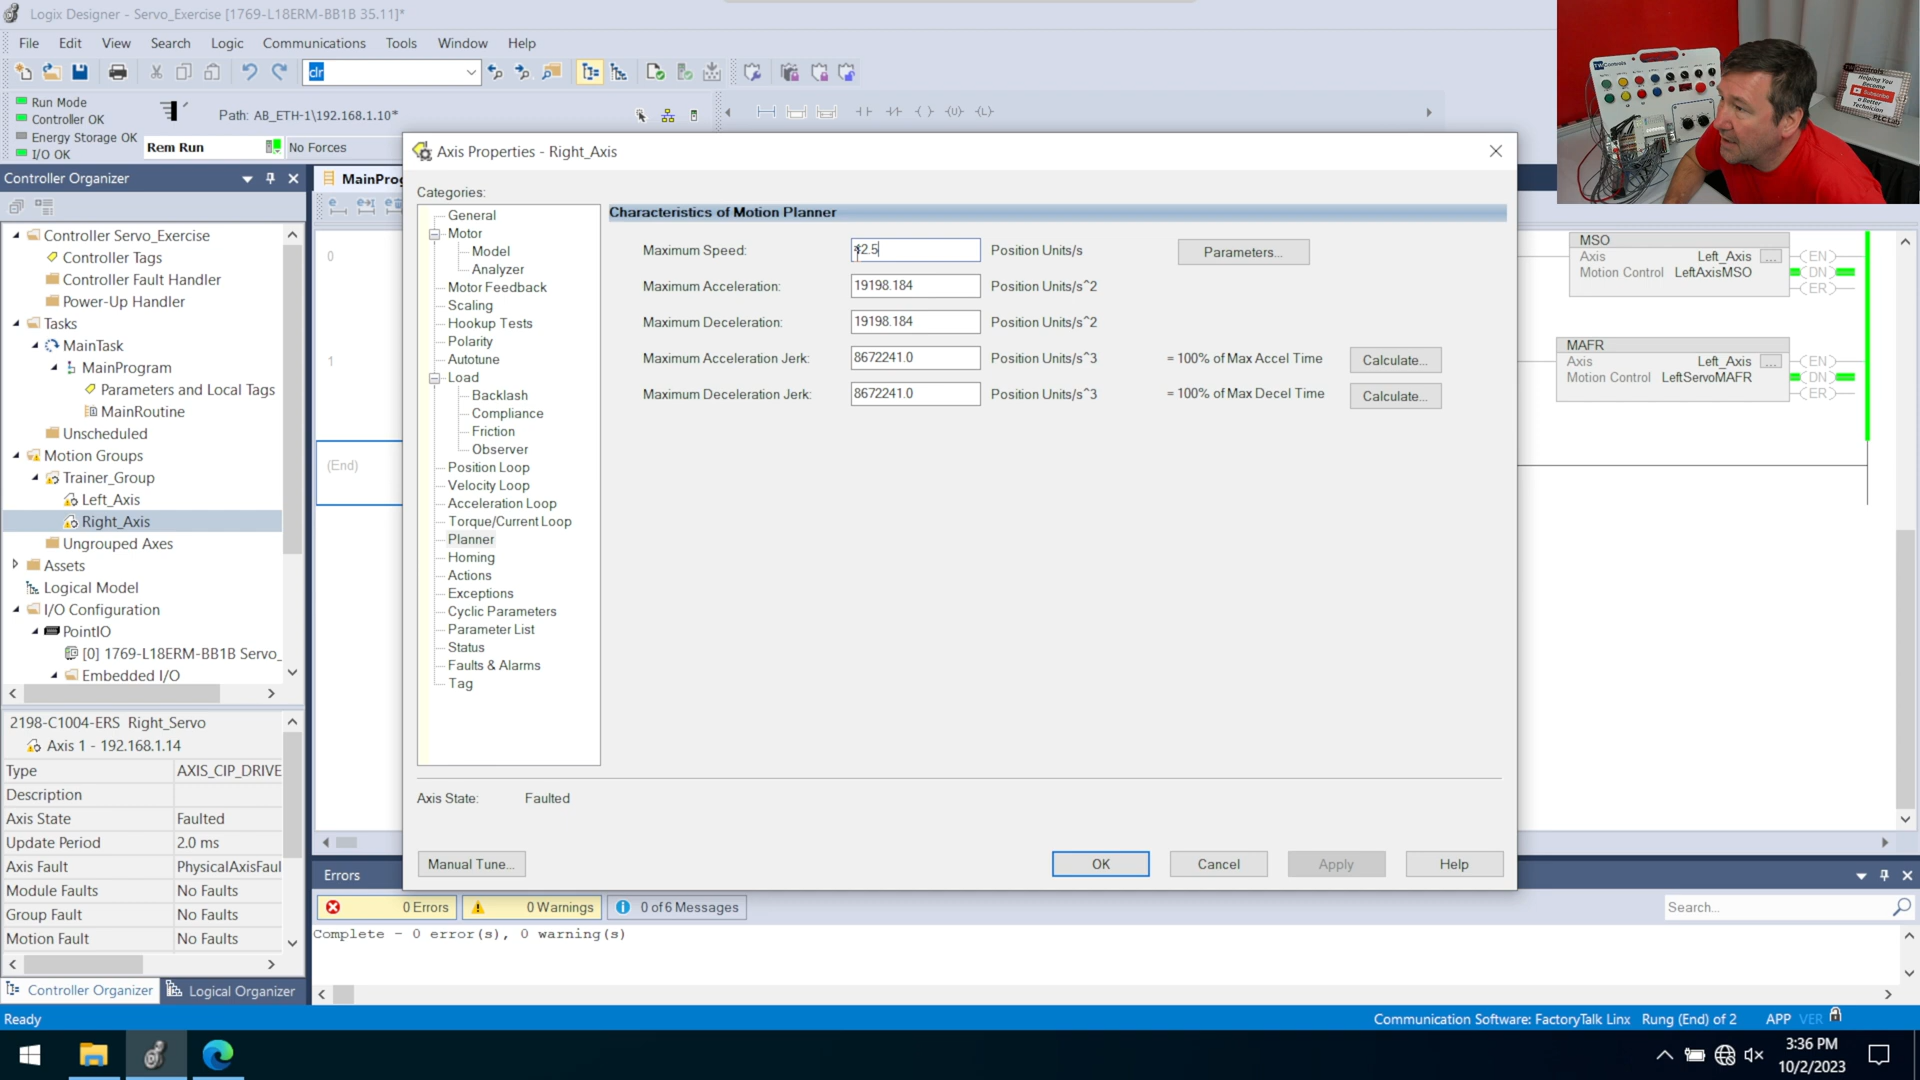 Logix Designer - Servo_Exercise [1769-L18ERM-BB1B 35.11]*
File Edit View Search Logic Communications Tools Window Help
clr
Run Mode
Controller OK
Energy Storage OK
I/O OK
Path: AB_ETH-1\192.168.1.10*
Rem Run
No Forces
TWControls
Helping You
Become
Subscribe
a Better
Technician
PLC Lab
Controller Organizer
Controller Servo_Exercise
Controller Tags
Controller Fault Handler
Power-Up Handler
Tasks
MainTask
MainProgram
Parameters and Local Tags
MainRoutine
Unscheduled
Motion Groups
Trainer_Group
Left_Axis
Right_Axis
Ungrouped Axes
Assets
Logical Model
I/O Configuration
PointIO
[0] 1769-L18ERM-BB1B Servo_
Embedded I/O
2198-C1004-ERS Right_Servo
Axis 1 - 192.168.1.14
Type AXIS_CIP_DRIVE
Description
Axis State Faulted
Update Period 2.0 ms
Axis Fault PhysicalAxisFaul
Module Faults No Faults
Group Fault No Faults
Motion Fault No Faults
Controller Organizer
Logical Organizer
MainProg
0
1
(End)
Axis Properties - Right_Axis
Categories:
General
Motor
Model
Analyzer
Motor Feedback
Scaling
Hookup Tests
Polarity
Autotune
Load
Backlash
Compliance
Friction
Observer
Position Loop
Velocity Loop
Acceleration Loop
Torque/Current Loop
Planner
Homing
Actions
Exceptions
Cyclic Parameters
Parameter List
Status
Faults & Alarms
Tag
Characteristics of Motion Planner
Maximum Speed: 2.5 Position Units/s Parameters...
Maximum Acceleration: 19198.184 Position Units/s^2
Maximum Deceleration: 19198.184 Position Units/s^2
Maximum Acceleration Jerk: 8672241.0 Position Units/s^3 = 100% of Max Accel Time Calculate...
Maximum Deceleration Jerk: 8672241.0 Position Units/s^3 = 100% of Max Decel Time Calculate...
Axis State: Faulted
Manual Tune... OK Cancel Apply Help
MSO
Axis Left_Axis ... (EN)
Motion Control LeftAxisMSO (DN)
(ER)
MAFR
Axis Left_Axis ... (EN)
Motion Control LeftServoMAFR (DN)
(ER)
Errors
0 Errors 0 Warnings 0 of 6 Messages
Search...
Complete - 0 error(s), 0 warning(s)
Ready
Communication Software: FactoryTalk Linx Rung (End) of 2 APP VER
3:36 PM
10/2/2023